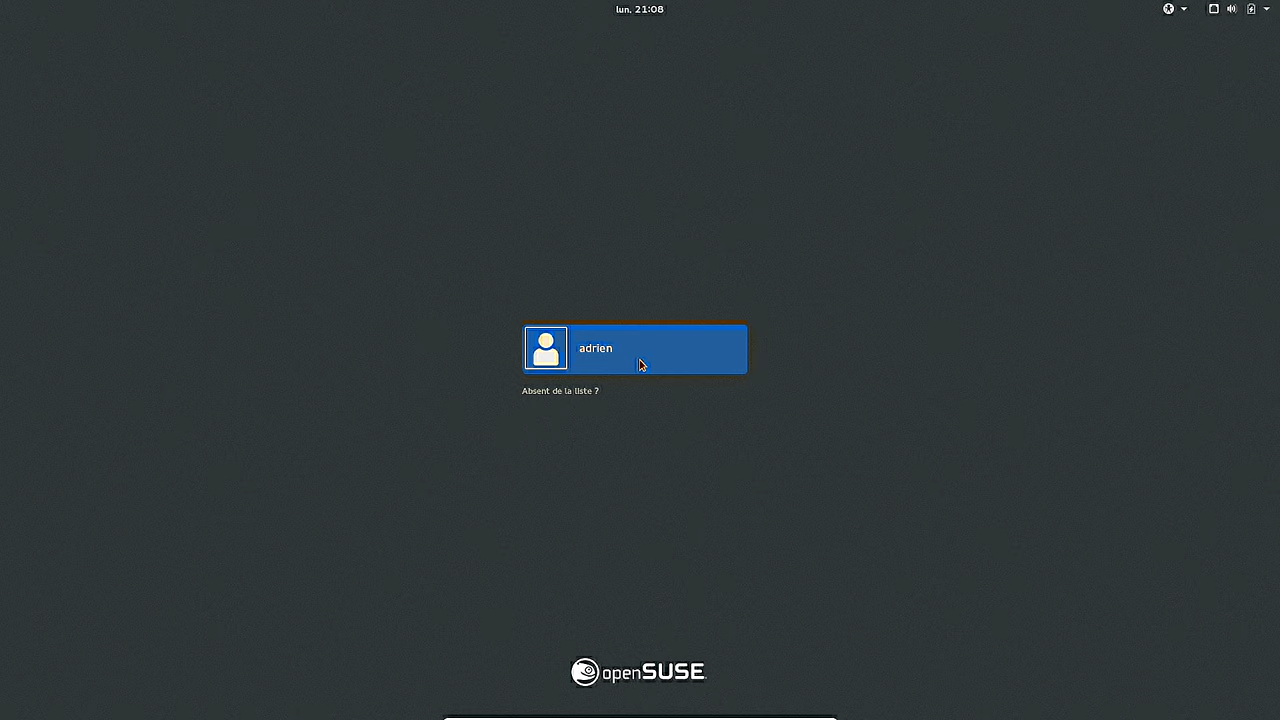 lun. 21:08
adrien
Absent de la liste ?
openSUSE